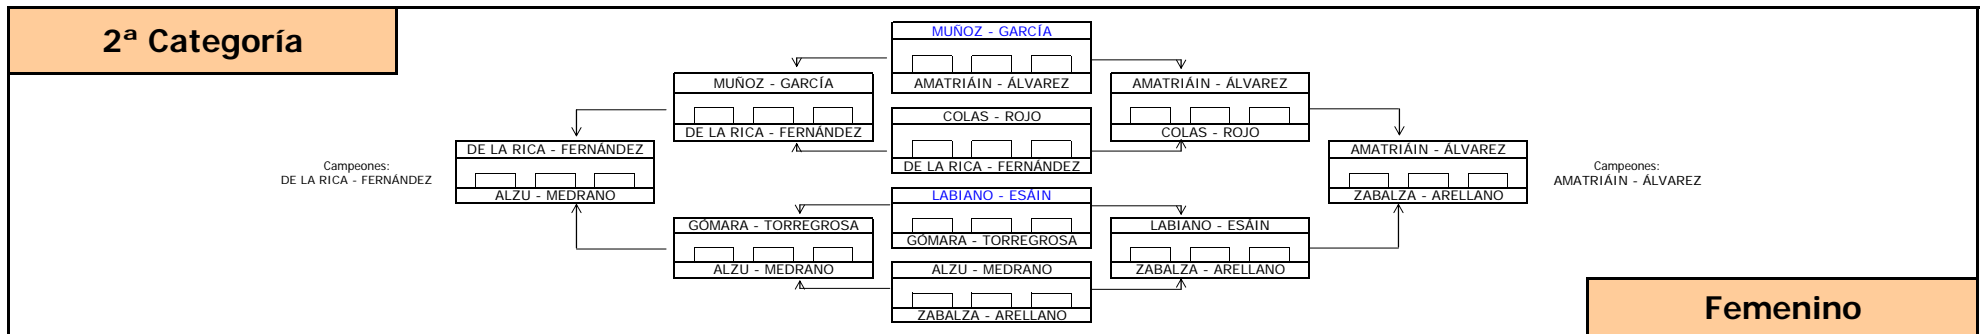 2ª Categoría
MUÑOZ - GARCÍA
AMATRIÁIN - ÁLVAREZ
MUÑOZ - GARCÍA
DE LA RICA - FERNÁNDEZ
AMATRIÁIN - ÁLVAREZ
COLAS - ROJO
COLAS - ROJO
DE LA RICA - FERNÁNDEZ
Campeones:
DE LA RICA - FERNÁNDEZ
DE LA RICA - FERNÁNDEZ
ALZU - MEDRANO
AMATRIÁIN - ÁLVAREZ
ZABALZA - ARELLANO
Campeones:
AMATRIÁIN - ÁLVAREZ
LABIANO - ESÁIN
GÓMARA - TORREGROSA
GÓMARA - TORREGROSA
ALZU - MEDRANO
LABIANO - ESÁIN
ZABALZA - ARELLANO
ALZU - MEDRANO
ZABALZA - ARELLANO
Femenino